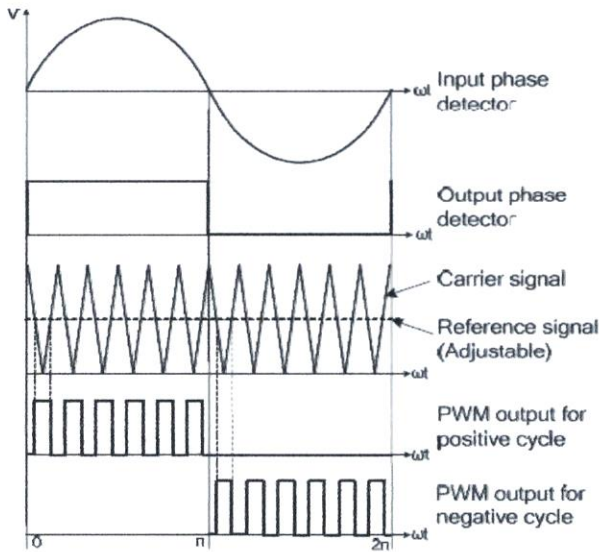 V
ωt
Input phase
detector
Output phase
detector
ωt
Carrier signal
Reference signal
(Adjustable)
ωt
PWM output for
positive cycle
ωt
PWM output for
negative cycle
0
π
2π
ωt